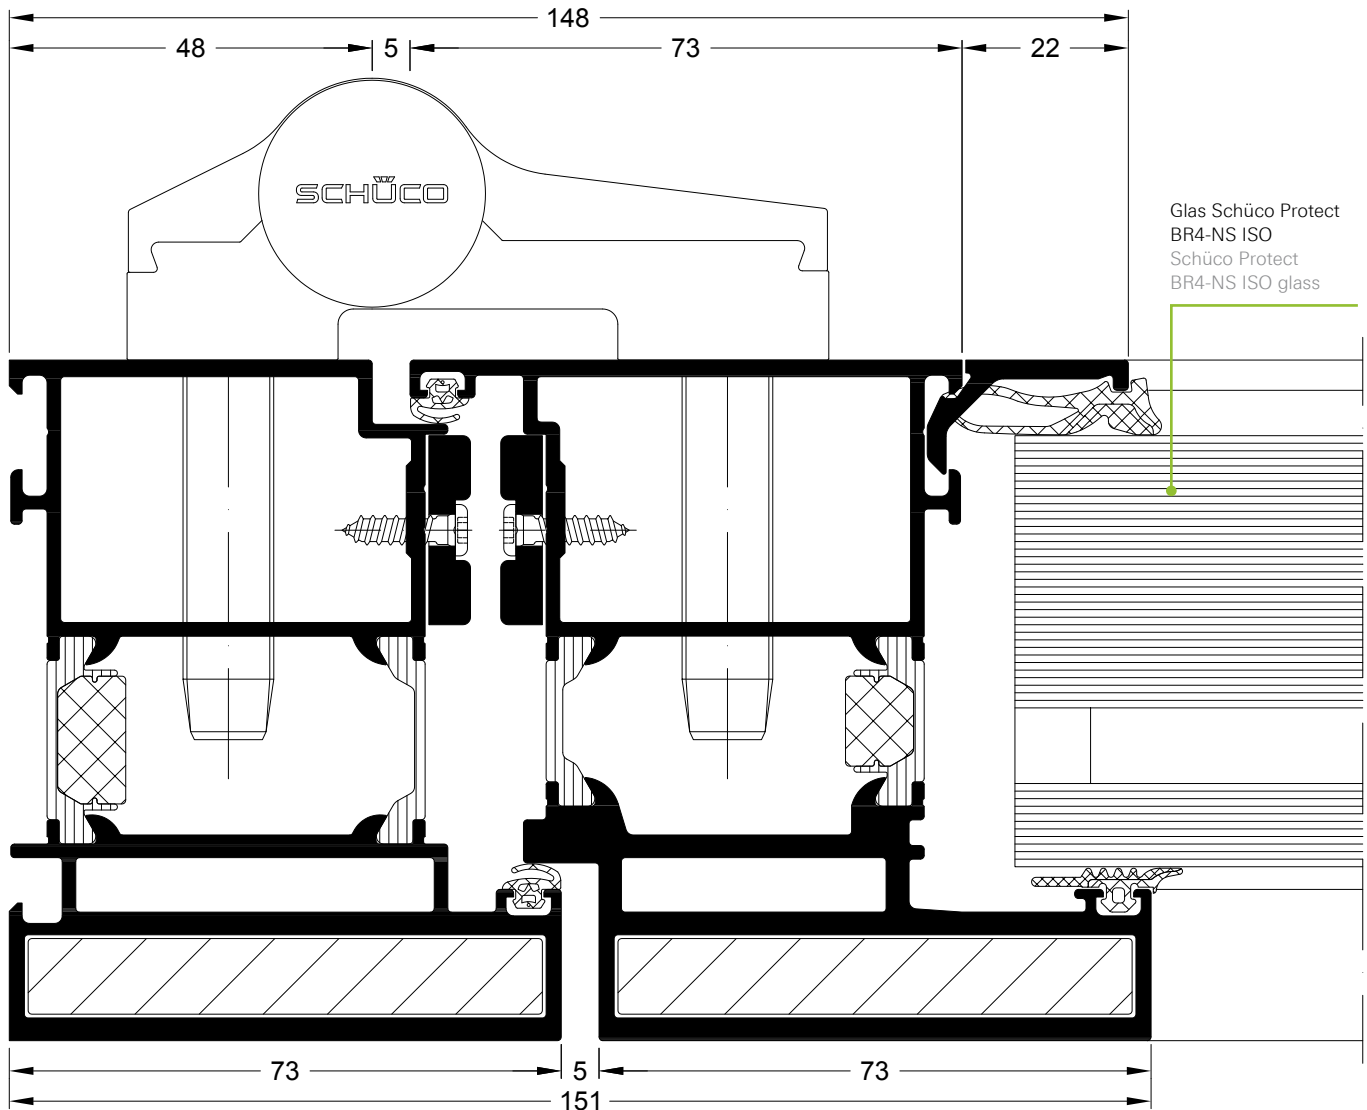 148
48 5 73 22
SCHÜCO
Glas Schüco Protect
BR4-NS ISO
Schüco Protect
BR4-NS ISO glass
73 5 73
151